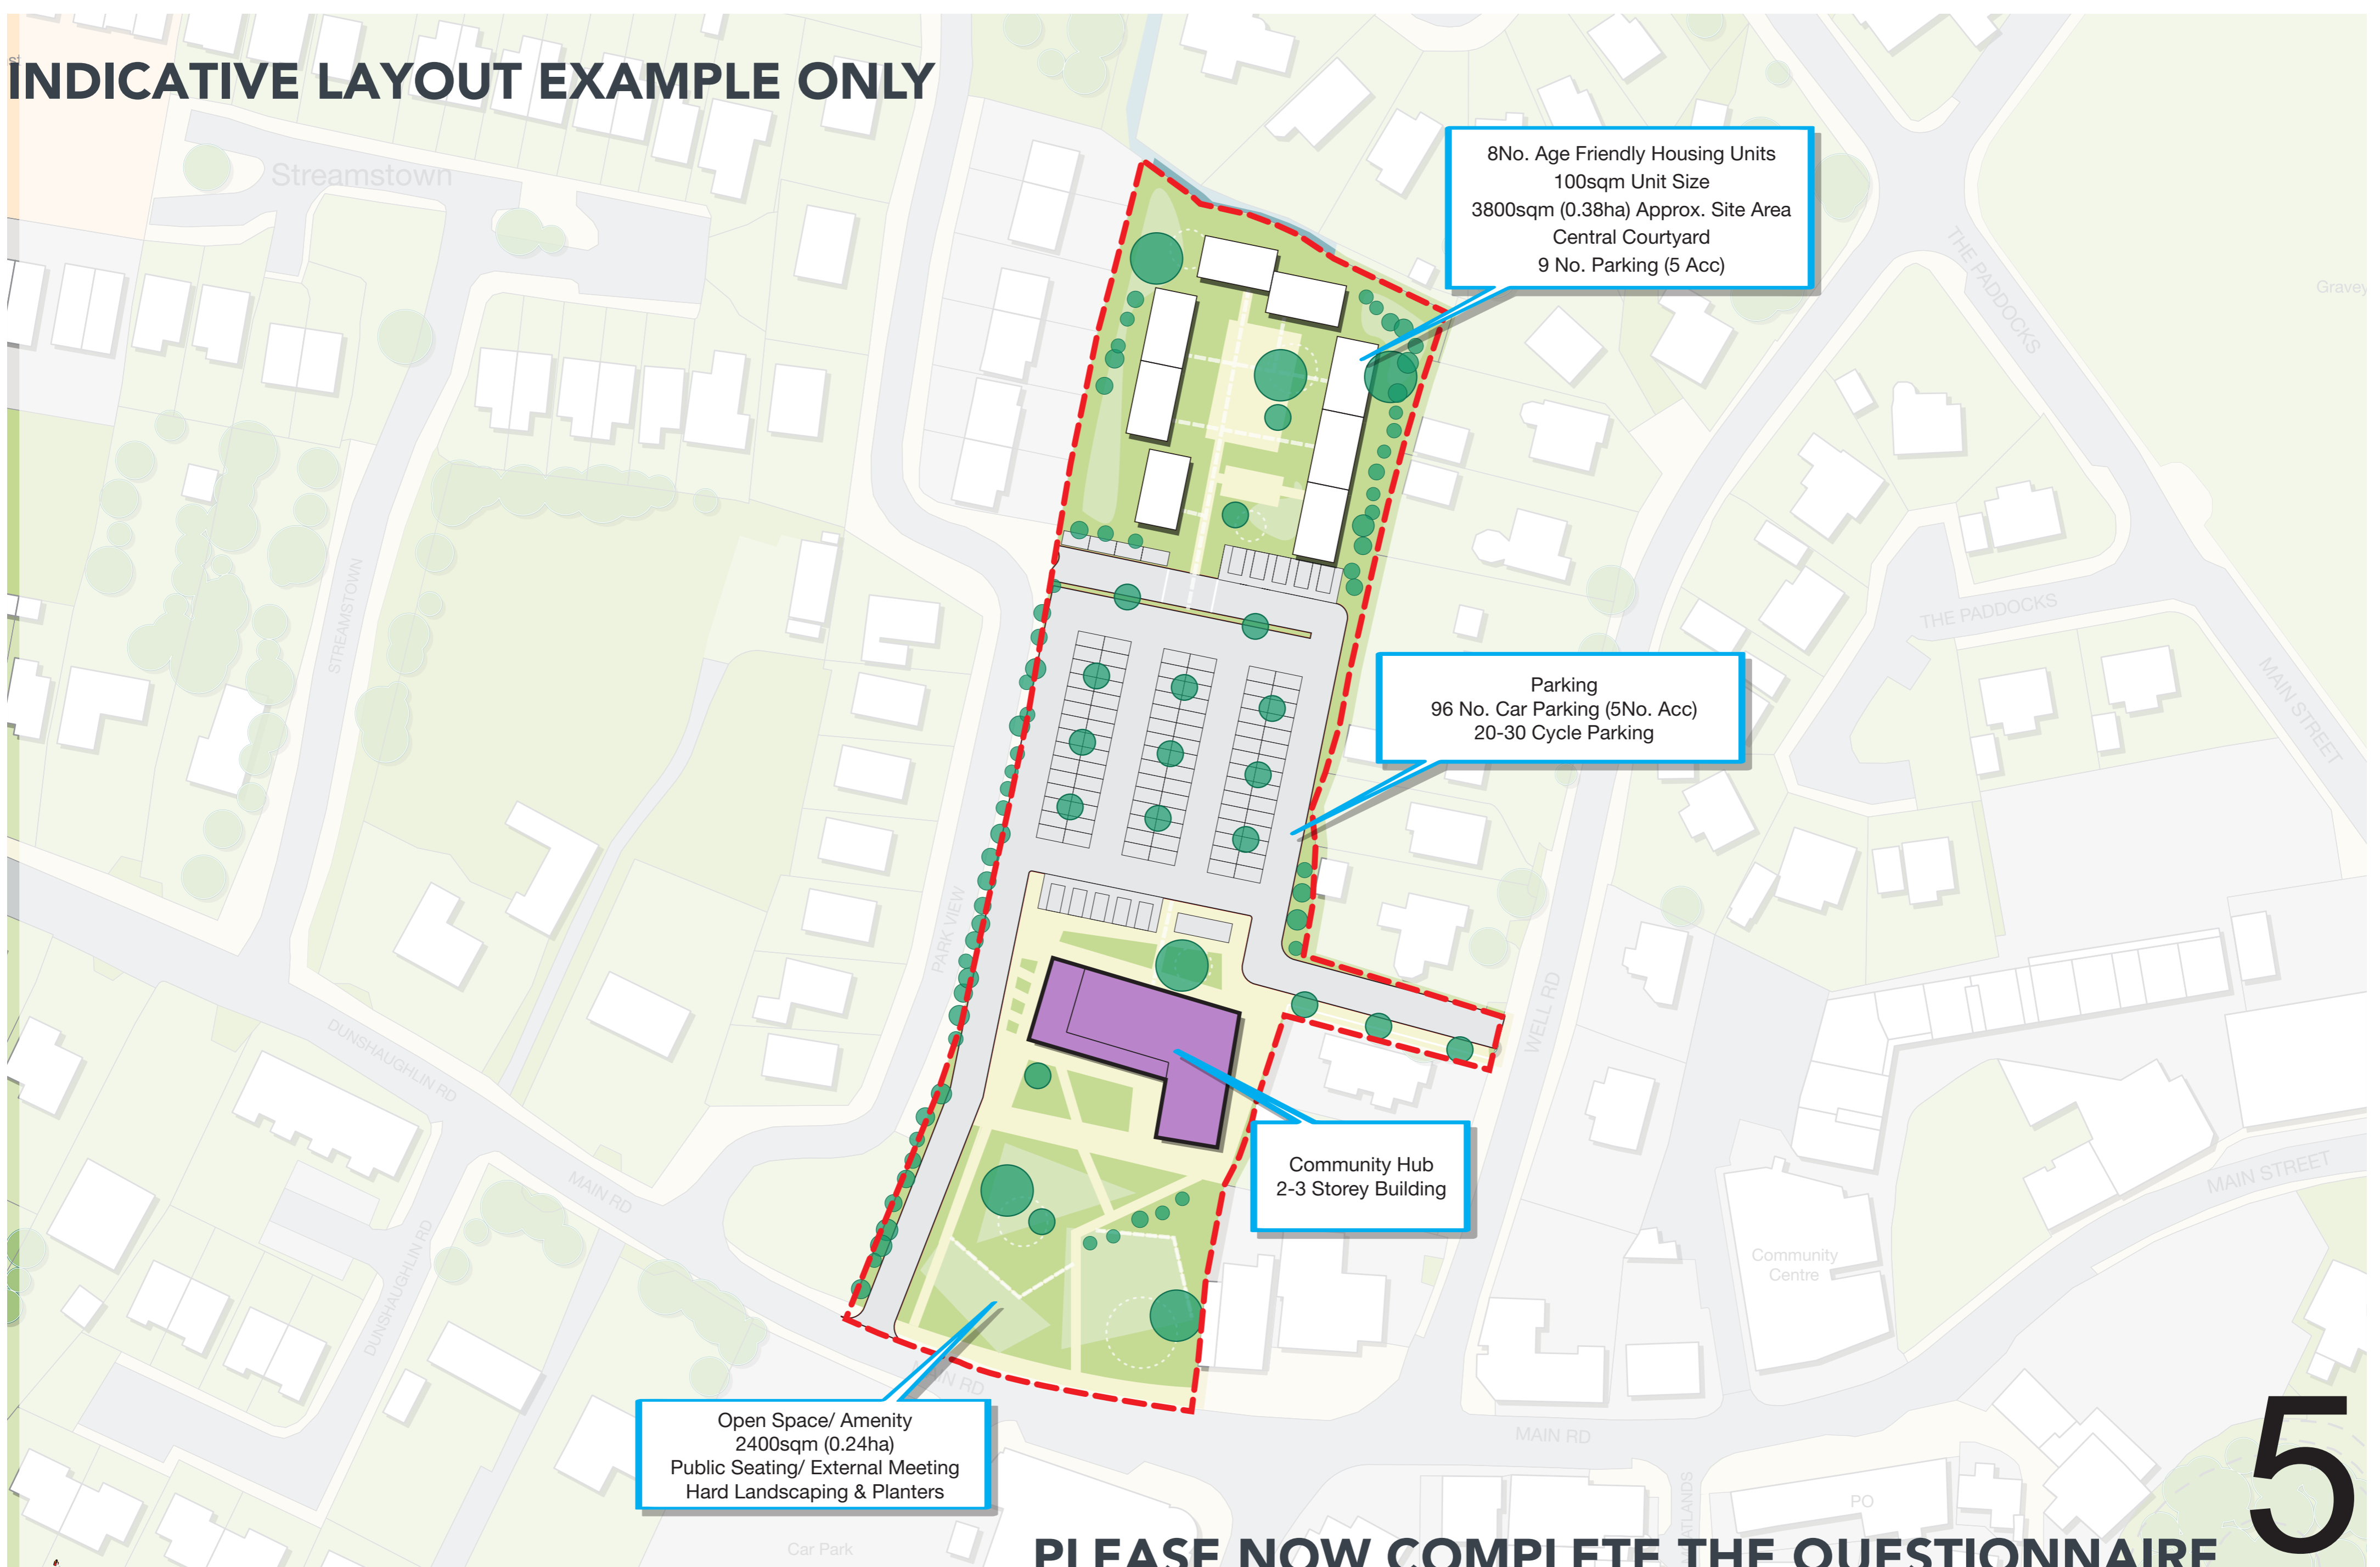 INDICATIVE LAYOUT EXAMPLE ONLY
Streamstown
8No. Age Friendly Housing Units
100sqm Unit Size
3800sqm (0.38ha) Approx. Site Area
Central Courtyard
9 No. Parking (5 Acc)
THE PADDOCKS
STREAMSTOWN
THE PADDOCKS
MAIN STREET
Parking
96 No. Car Parking (5No. Acc)
20-30 Cycle Parking
PARK VIEW
WELL RD
DUNSHAUGHLIN RD
MAIN RD
DUNSHAUGHLIN RD
Community Hub
2-3 Storey Building
MAIN STREET
Community
Centre
Open Space/ Amenity
2400sqm (0.24ha)
Public Seating/ External Meeting
Hard Landscaping & Planters
MAIN RD
PO
Car Park
PLEASE NOW COMPLETE THE QUESTIONNAIRE
5